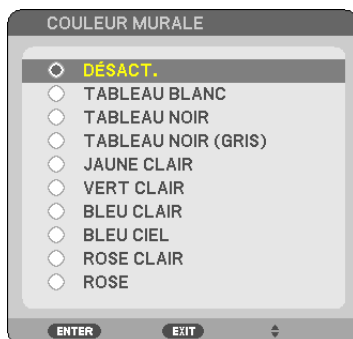 COULEUR MURALE
DÉSACT.
TABLEAU BLANC
TABLEAU NOIR
TABLEAU NOIR (GRIS)
JAUNE CLAIR
VERT CLAIR
BLEU CLAIR
BLEU CIEL
ROSE CLAIR
ROSE
ENTER EXIT